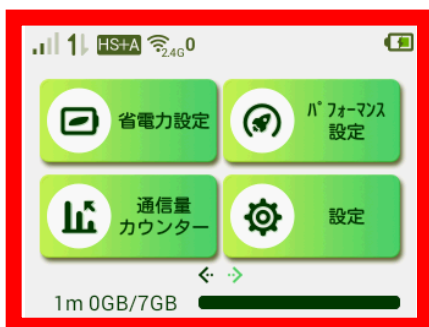 HS+A 2.4G 0
省電力設定
ﾊﾟﾌｫｰﾏﾝｽ
設定
通信量
カウンター
設定
1m 0GB/7GB